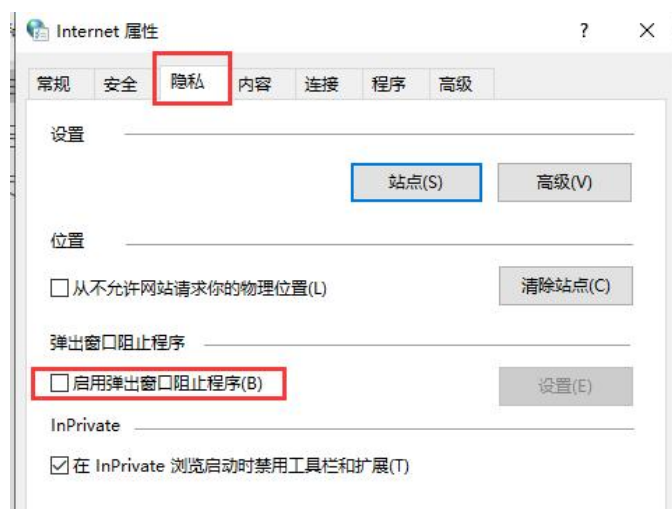 Internet 属性
常规 安全 隐私 内容 连接 程序 高级
设置
站点(S) 高级(V)
位置
从不允许网站请求你的物理位置(L) 清除站点(C)
弹出窗口阻止程序
启用弹出窗口阻止程序(B) 设置(E)
InPrivate
在 InPrivate 浏览启动时禁用工具栏和扩展(T)